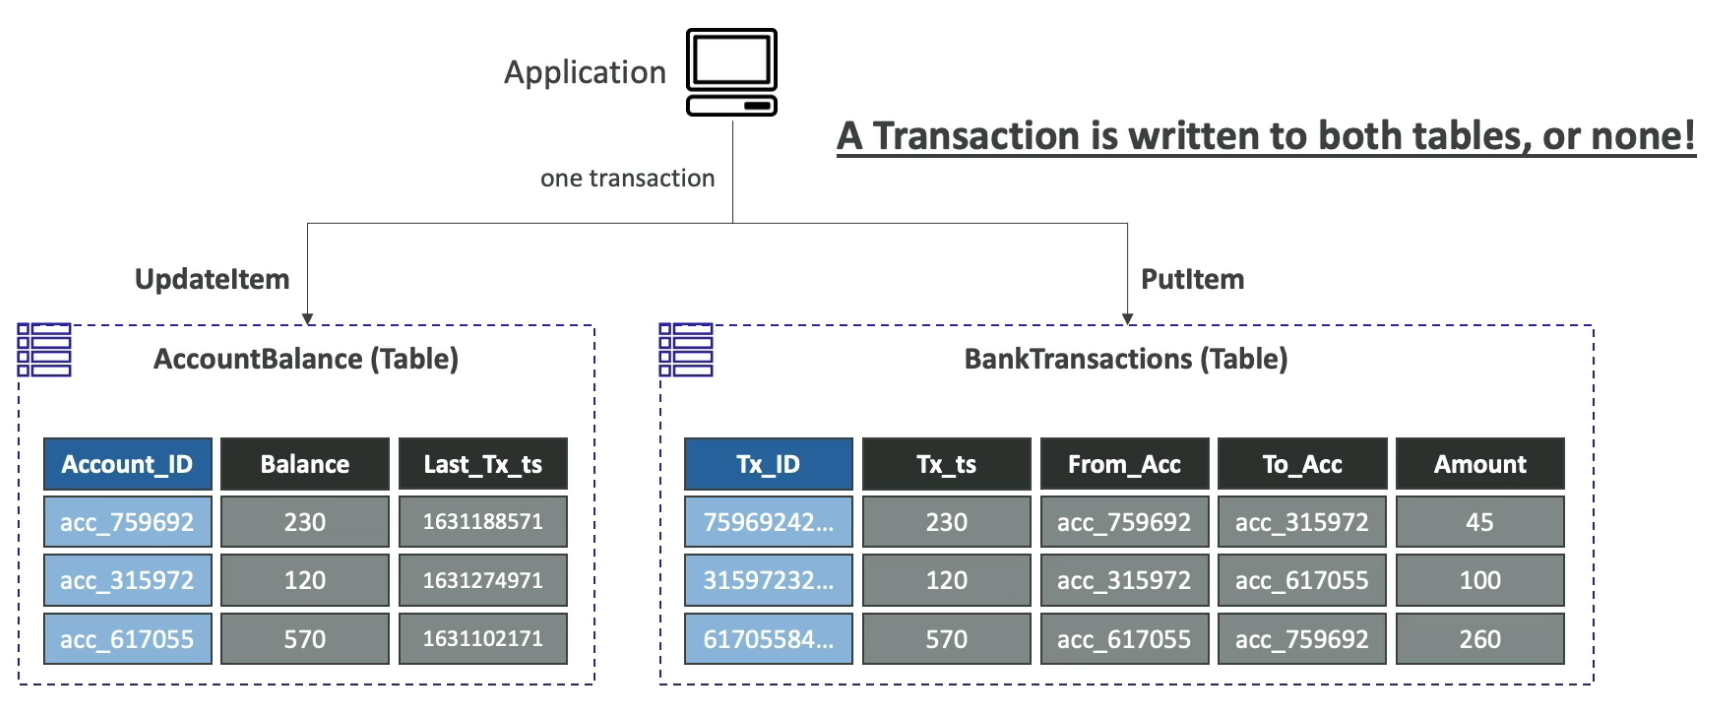 Application
A Transaction is written to both tables, or none!
one transaction
UpdateItem
PutItem
AccountBalance (Table)
Account_ID Balance Last_Tx_ts
acc_759692 230 1631188571
acc_315972 120 1631274971
acc_617055 570 1631102171
BankTransactions (Table)
Tx_ID Tx_ts From_Acc To_Acc Amount
75969242... 230 acc_759692 acc_315972 45
31597232... 120 acc_315972 acc_617055 100
61705584... 570 acc_617055 acc_759692 260